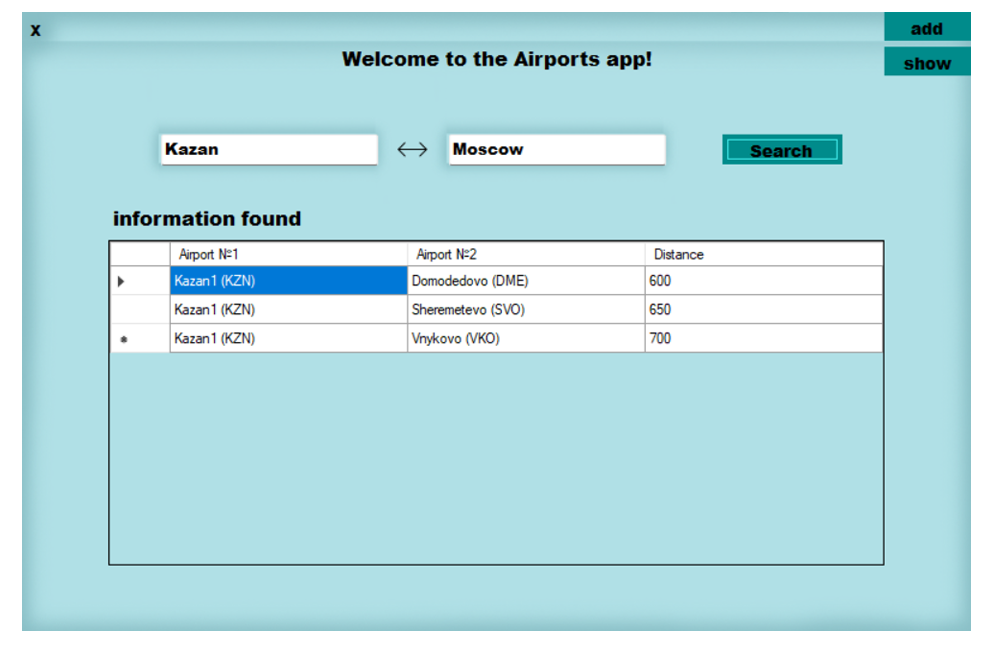 x
add
Welcome to the Airports app!
show
Kazan ↔ Moscow Search
information found
Airport №1 Airport №2 Distance
Kazan1 (KZN) Domodedovo (DME) 600
Kazan1 (KZN) Sheremetevo (SVO) 650
Kazan1 (KZN) Vnykovo (VKO) 700